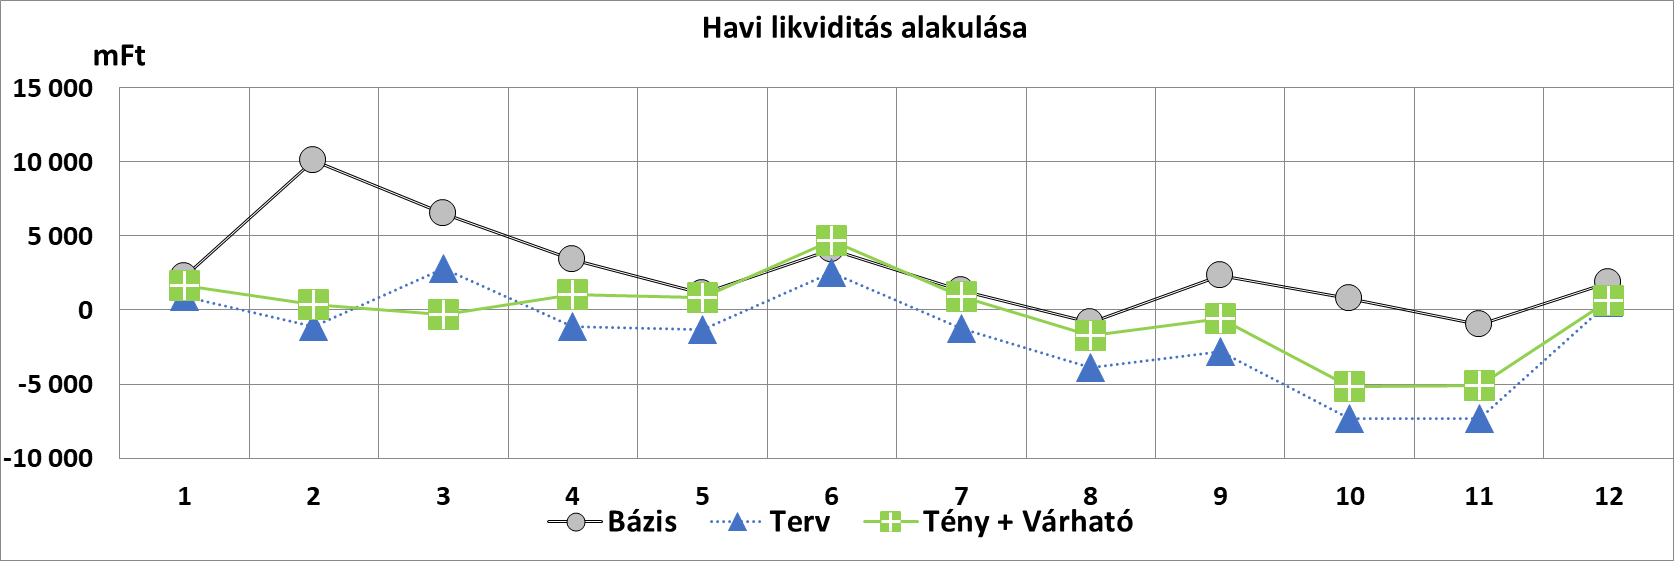 Havi likviditás alakulása
mFt
15 000
10 000
5 000
0
-5 000
-10 000
1 2 3 4 5 6 7 8 9 10 11 12
Bázis Terv Tény + Várható